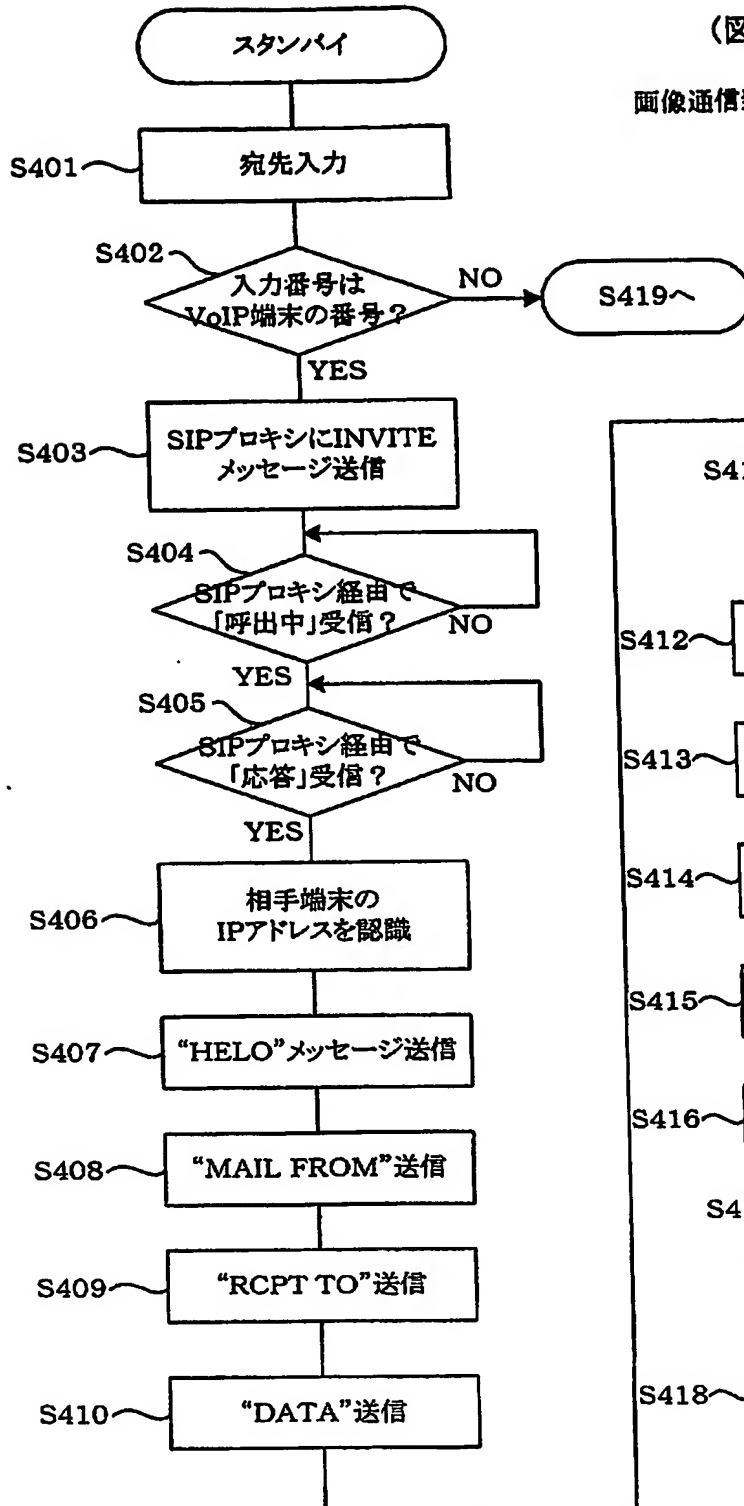 スタンバイ
(図
画像通信
S401
宛先入力
S402
入力番号は
VoIP端末の番号?
NO
S419へ
YES
S403
SIPプロキシにINVITE
メッセージ送信
S404
SIPプロキシ経由で
「呼出中」受信?
NO
YES
S405
SIPプロキシ経由で
「応答」受信?
NO
YES
S406
相手端末の
IPアドレスを認識
S407
“HELO”メッセージ送信
S408
“MAIL FROM”送信
S409
“RCPT TO”送信
S410
“DATA”送信
S41
S412
S413
S414
S415
S416
S4
S418